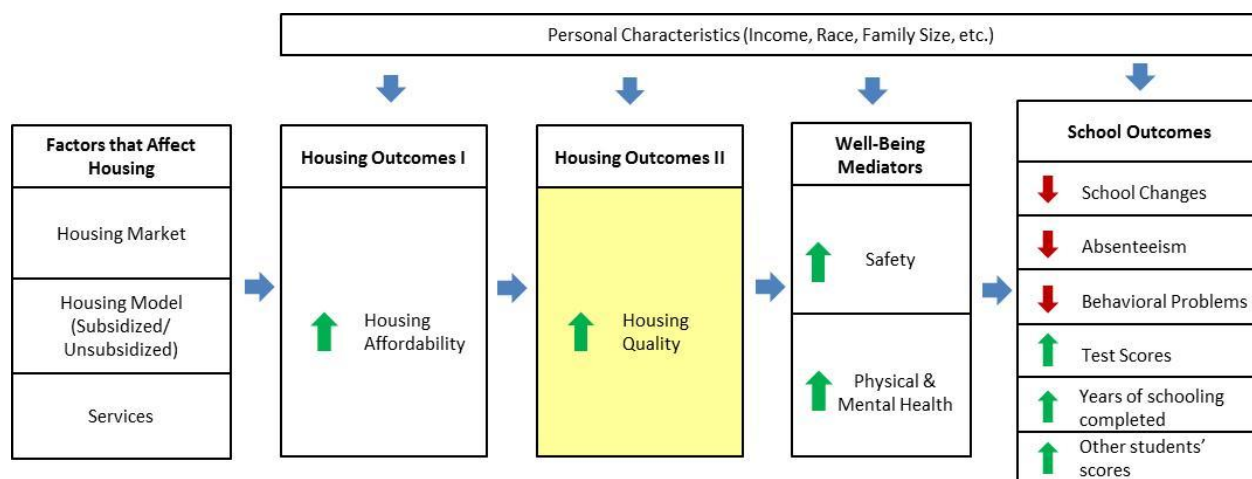 Personal Characteristics (Income, Race, Family Size, etc.)
Factors that Affect
Housing
Housing Market
Housing Model
(Subsidized/
Unsubsidized)
Services
Housing Outcomes I
Housing
Affordability
Housing Outcomes II
Housing
Quality
Well-Being
Mediators
Safety
Physical &
Mental Health
School Outcomes
School Changes
Absenteeism
Behavioral Problems
Test Scores
Years of schooling
completed
Other students'
scores